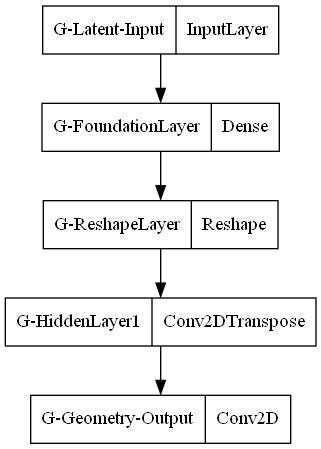 G-Latent-Input InputLayer
G-FoundationLayer Dense
G-ReshapeLayer Reshape
G-HiddenLayer1 Conv2DTranspose
G-Geometry-Output Conv2D